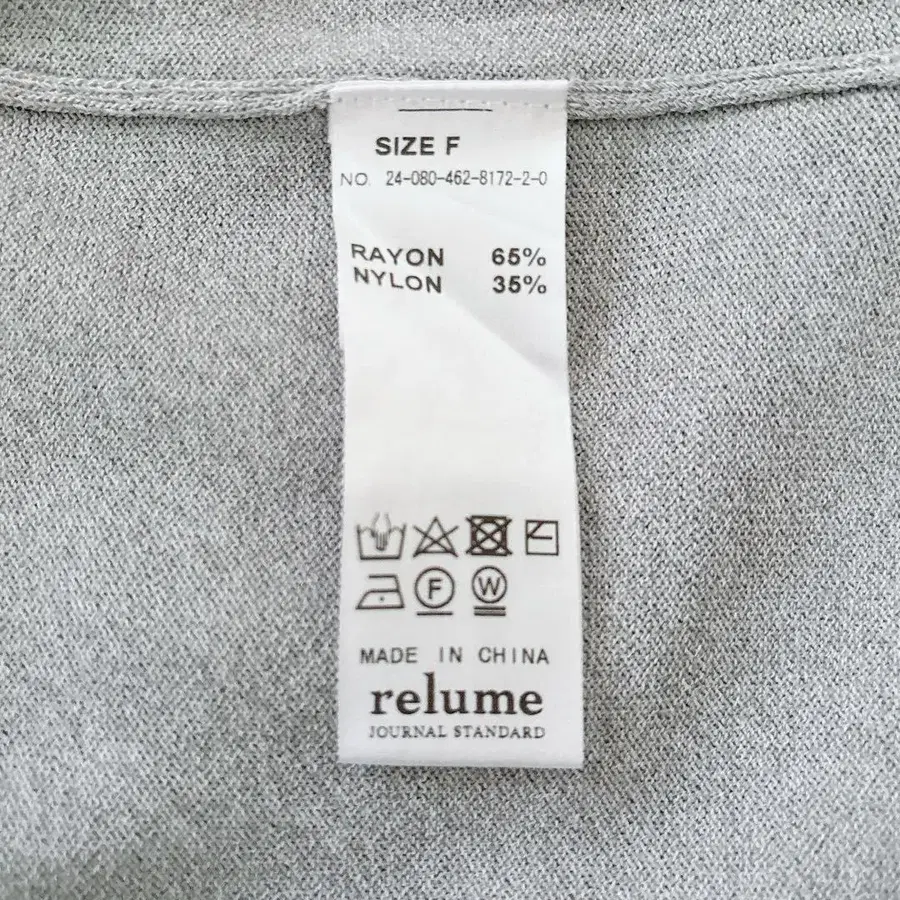 SIZE F
NO. 24-080-462-8172-2-0
RAYON 65%
NYLON 35%
F W
MADE IN CHINA
relume
JOURNAL STANDARD